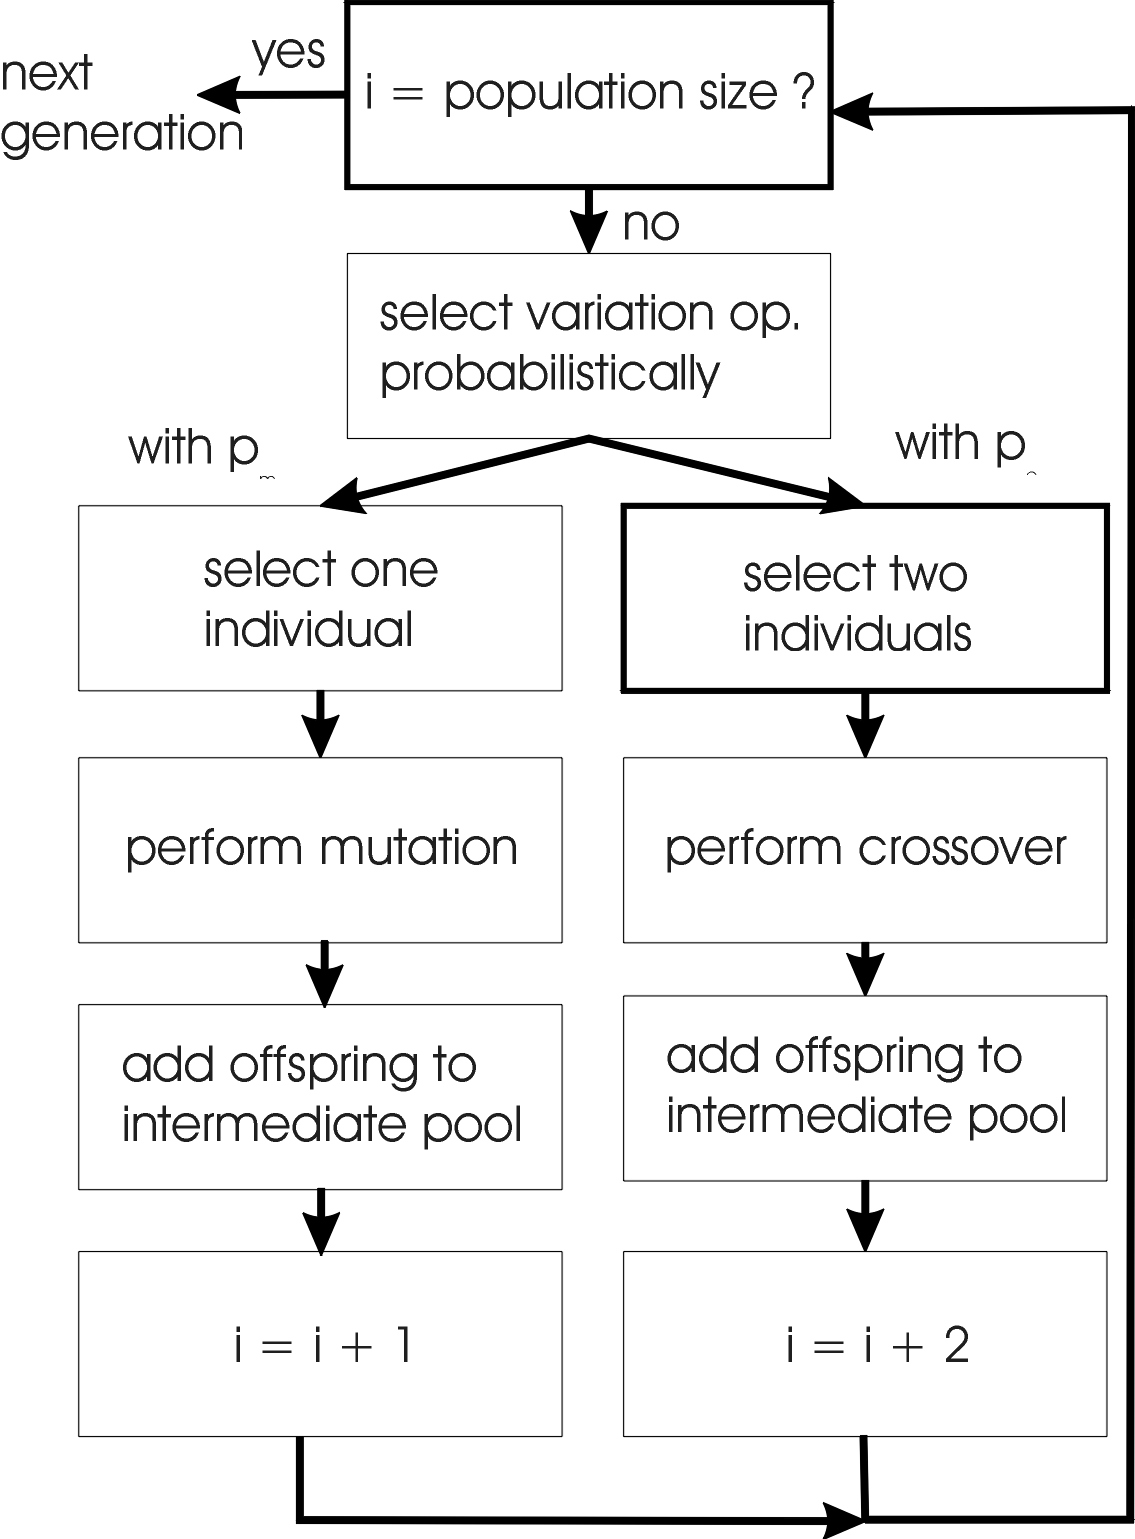 next
generation
yes
i = population size ?
no
select variation op.
probabilistically
with p
m
with p
select one
individual
select two
individuals
perform mutation
perform crossover
add offspring to
intermediate pool
add offspring to
intermediate pool
i = i + 1
i = i + 2